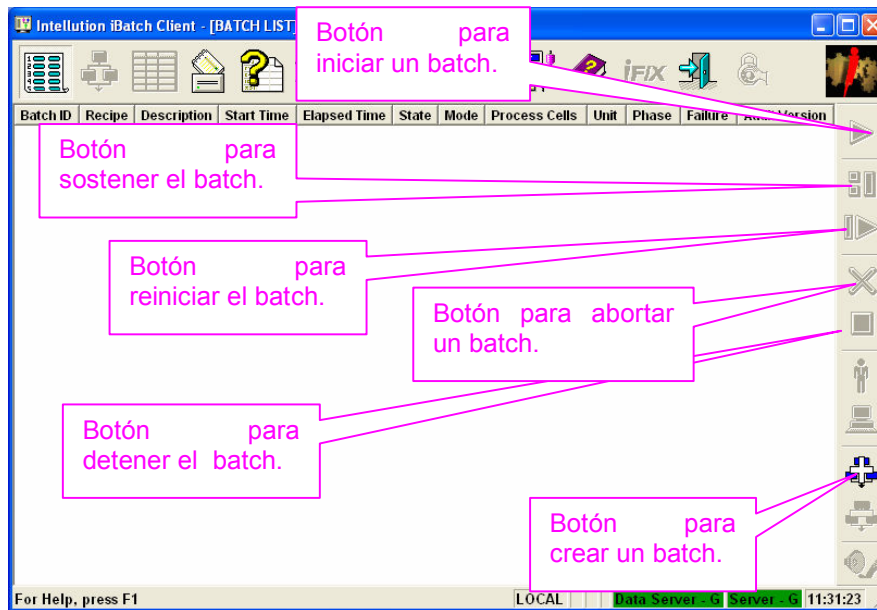 Intellution iBatch Client - [BATCH LIST]
Botón para
iniciar un batch.
iFIX
Batch ID Recipe Description Start Time Elapsed Time State Mode Process Cells Unit Phase Failure Version
Botón para
sostener el batch.
Botón para
reiniciar el batch.
Botón para abortar
un batch.
Botón para
detener el batch.
Botón para
crear un batch.
For Help, press F1 LOCAL Data Server - G Server - G 11:31:23